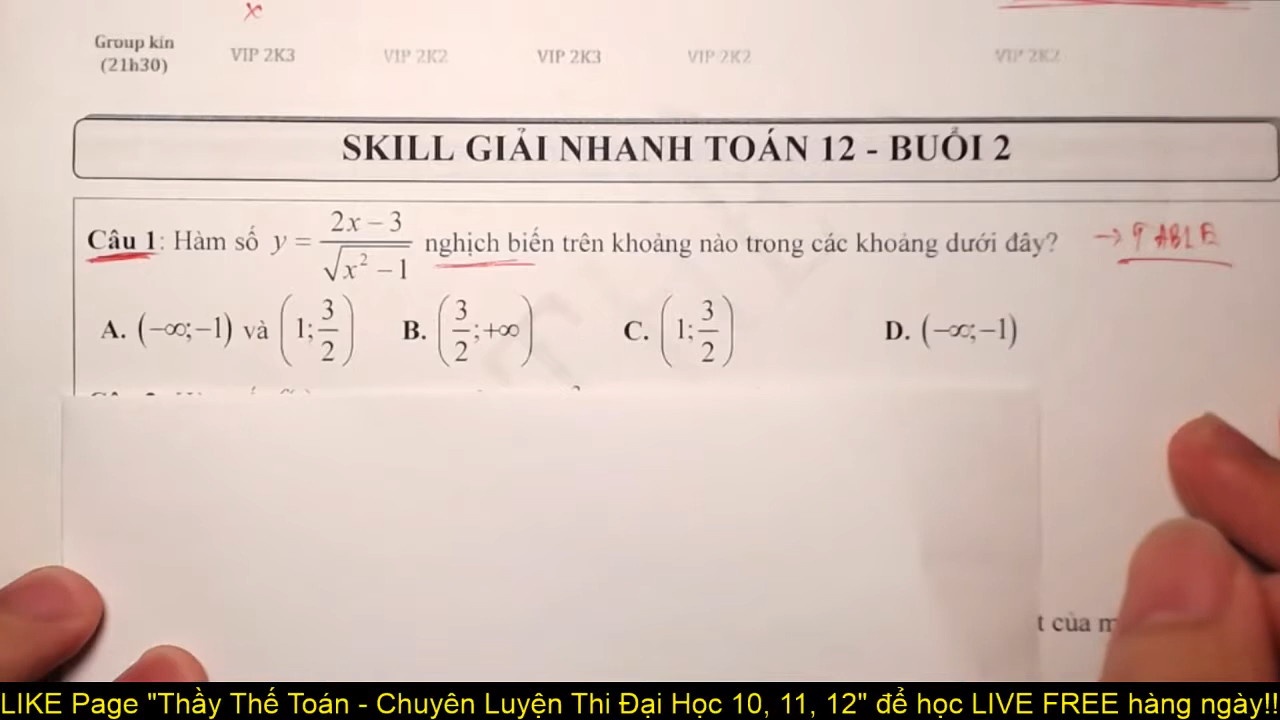 x
Group kín
(21h30)
VIP 2K3 VIP 2K2 VIP 2K3 VIP 2K2 VIP 2K2
SKILL GIẢI NHANH TOÁN 12 - BUỔI 2
Câu 1: Hàm số y = (2x − 3)/√(x² − 1) nghịch biến trên khoảng nào trong các khoảng dưới đây? → TABLE
A. (−∞;−1) và (1; 3/2) B. (3/2; +∞) C. (1; 3/2) D. (−∞;−1)
t của m
LIKE Page "Thầy Thế Toán - Chuyên Luyện Thi Đại Học 10, 11, 12" để học LIVE FREE hàng ngày!!